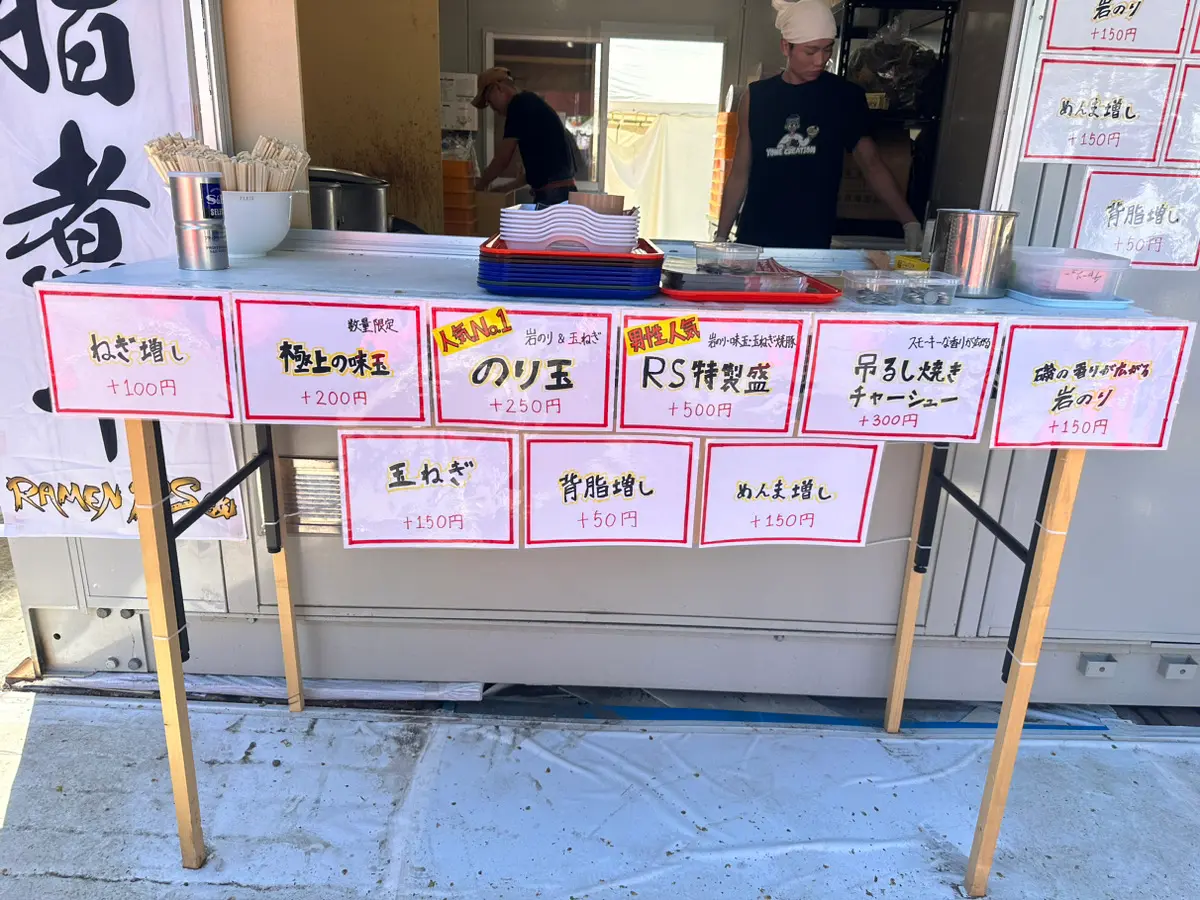 脂
煮
RAMEN RS
TONE CREATION
岩のり
+150円
めんま増し
+150円
背脂増し
+50円
ねぎ増し
+100円
数量限定
極上の味玉
+200円
人気No.1
岩のり&玉ねぎ
のり玉
+250円
男性人気
岩のり・味玉・玉ねぎ・焼豚
RS特製盛
+500円
スモーキーな香りが広がる
吊るし焼き
チャーシュー
+300円
磯の香りが広がる
岩のり
+150円
玉ねぎ
+150円
背脂増し
+50円
めんま増し
+150円